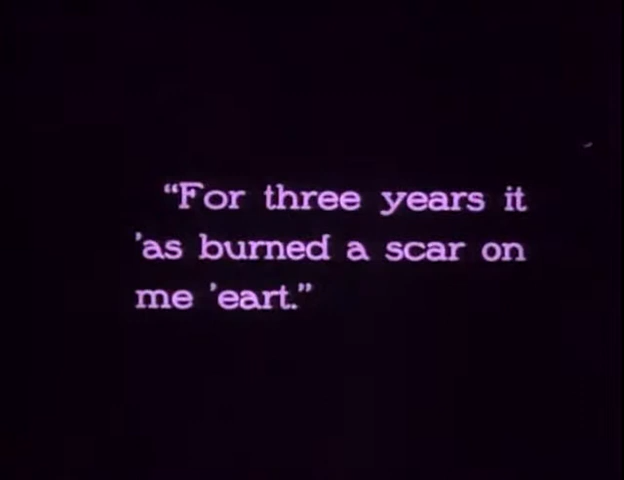 “For three years it
’as burned a scar on
me ’eart.”